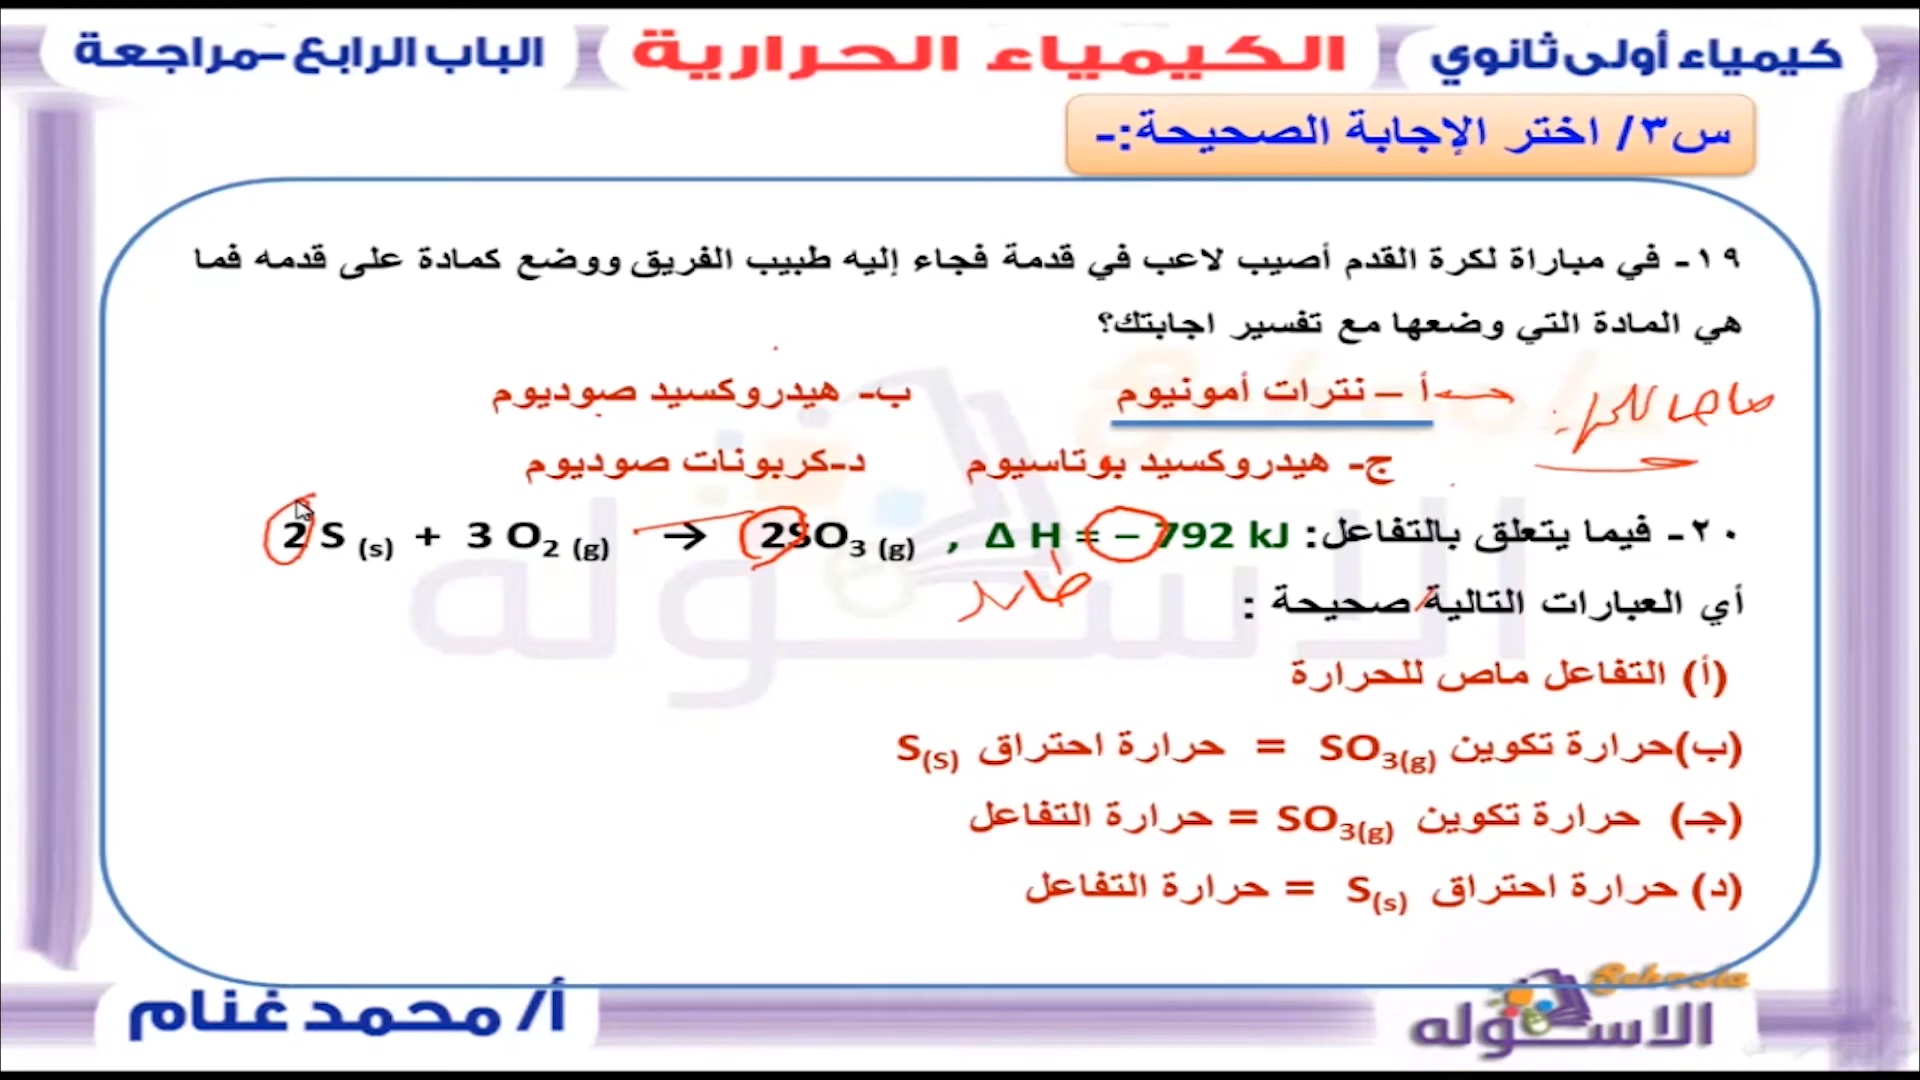 كيمياء أولى ثانوي
الكيمياء الحرارية
الباب الرابع - مراجعة
س٣/ اختر الإجابة الصحيحة:-
١٩- في مباراة لكرة القدم أصيب لاعب في قدمة فجاء إليه طبيب الفريق ووضع كمادة على قدمه فما
هي المادة التي وضعها مع تفسير اجابتك؟
أ – نترات أمونيوم
ب- هيدروكسيد صوديوم
ماص للحرارة
ج- هيدروكسيد بوتاسيوم
د-كربونات صوديوم
٢٠- فيما يتعلق بالتفاعل: 2 S (s) + 3 O2 (g) → 2SO3 (g) , Δ H = – 792 kJ
طارد
أي العبارات التالية صحيحة :
(أ) التفاعل ماص للحرارة
(ب)حرارة تكوين SO3(g) = حرارة احتراق S(S)
(جـ) حرارة تكوين SO3(g) = حرارة التفاعل
(د) حرارة احتراق S(s) = حرارة التفاعل
أ/ محمد غنام
Eschoola
الاسكوله